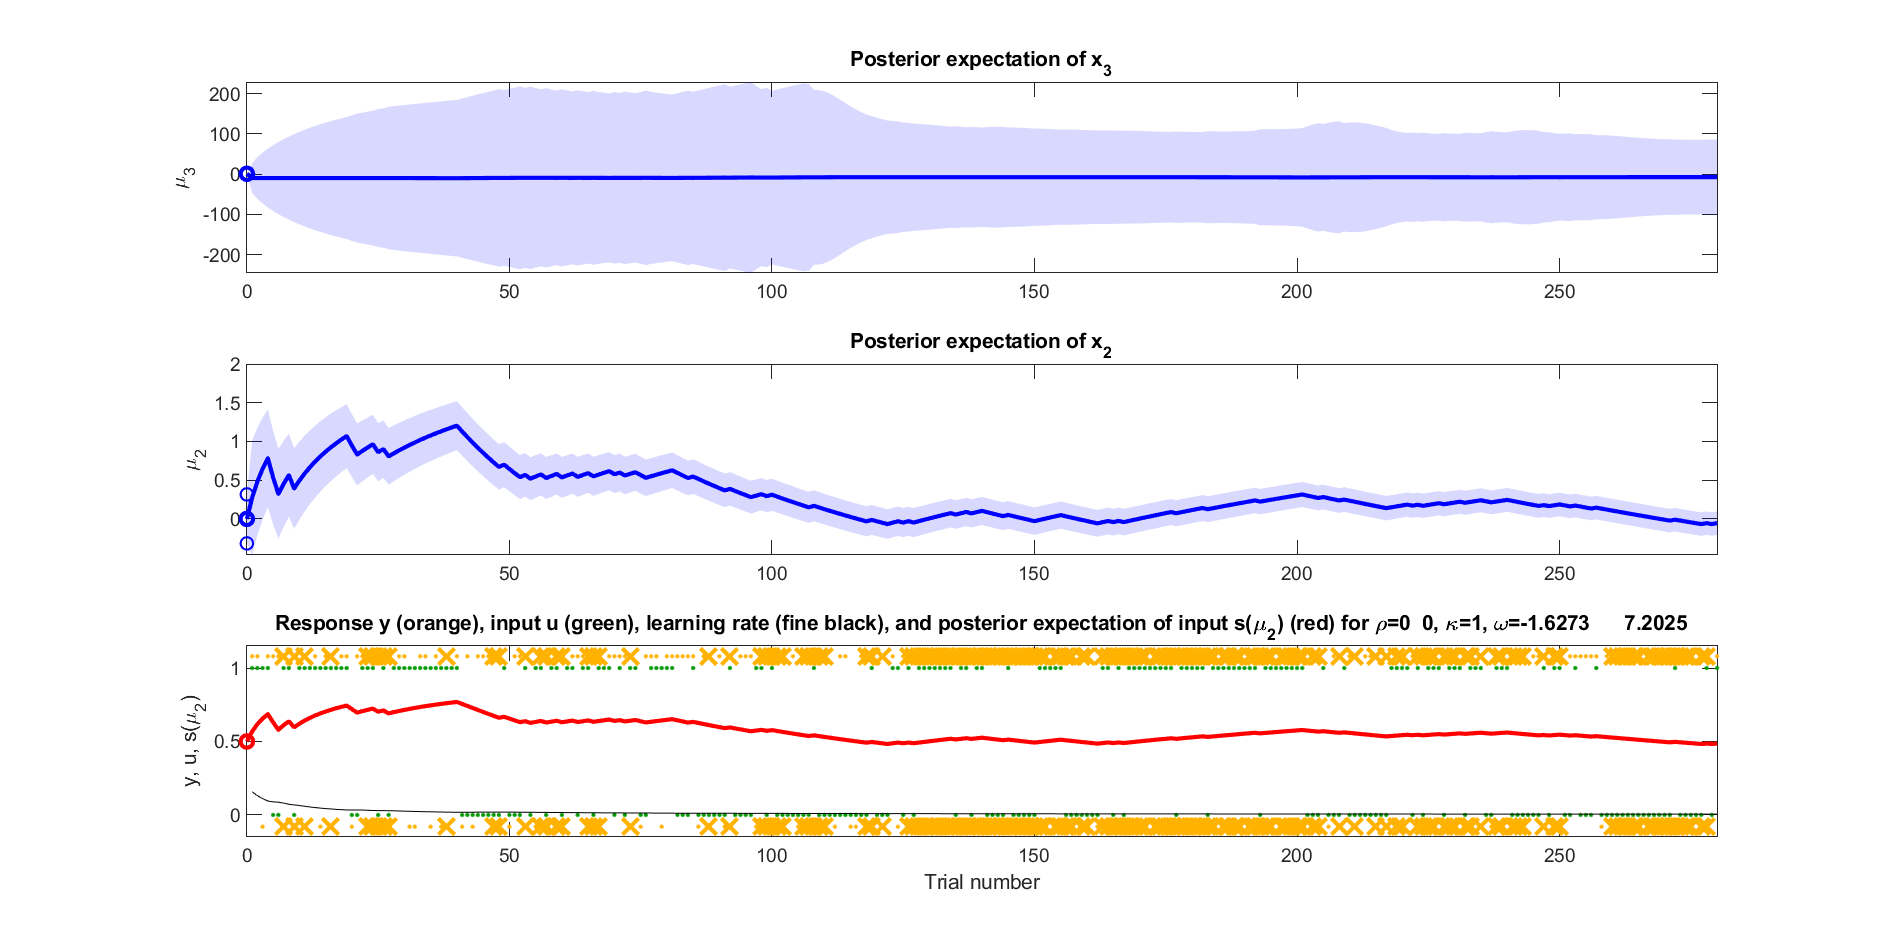 Posterior expectation of x3
200
100
0
-100
-200
μ3
0 50 100 150 200 250
Posterior expectation of x2
2
1.5
1
0.5
0
μ2
0 50 100 150 200 250
Response y (orange), input u (green), learning rate (fine black), and posterior expectation of input s(μ2) (red) for ρ=0 0, κ=1, ω=-1.6273 7.2025
1
0.5
0
y, u, s(μ2)
0 50 100 150 200 250
Trial number